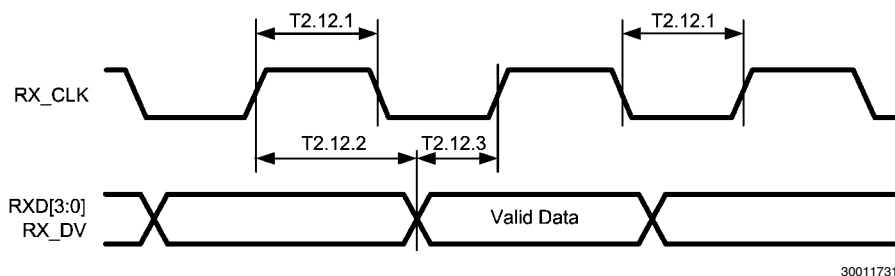 T2.12.1 T2.12.1
RX_CLK
T2.12.2 T2.12.3
RXD[3:0]
RX_DV
Valid Data
30011731